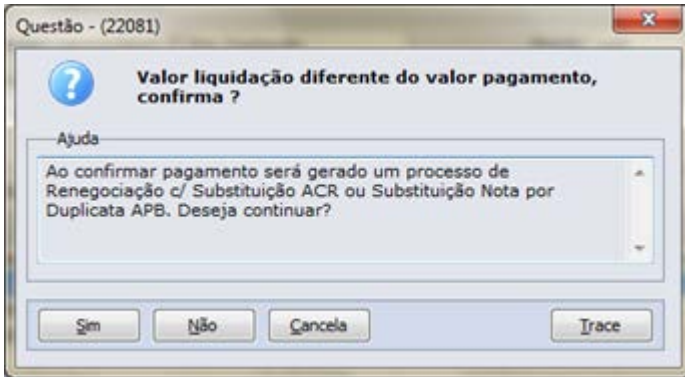 Questão - (22081)
Valor liquidação diferente do valor pagamento,
confirma ?
Ajuda
Ao confirmar pagamento será gerado um processo de
Renegociação c/ Substituição ACR ou Substituição Nota por
Duplicata APB. Deseja continuar?
Sim Não Cancela Trace